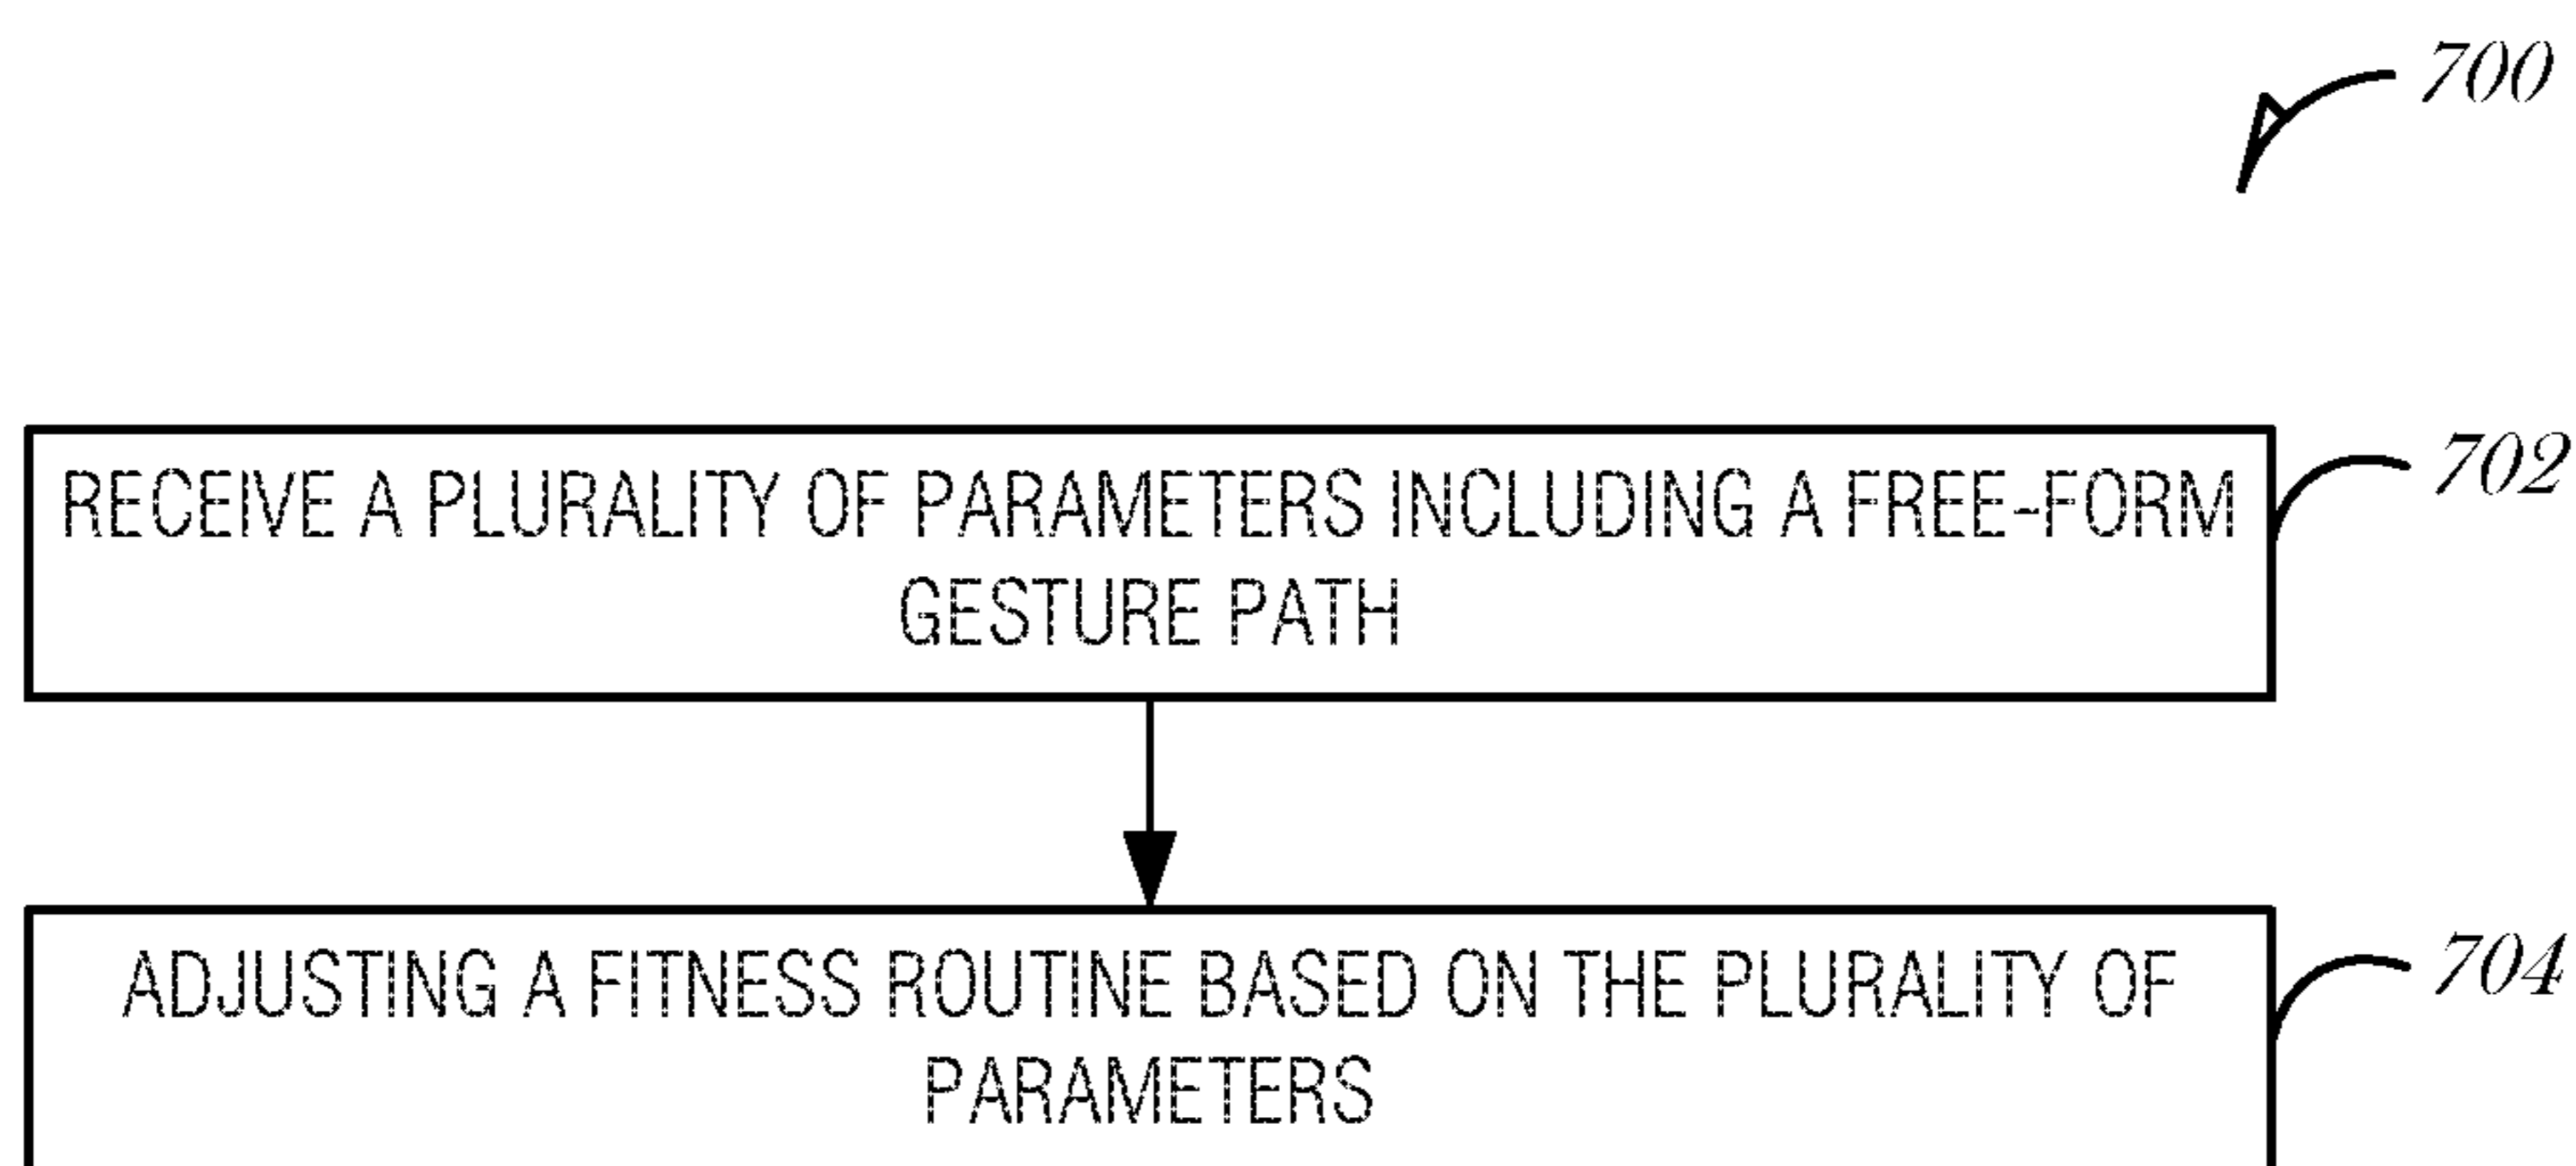 700
RECEIVE A PLURALITY OF PARAMETERS INCLUDING A FREE-FORM
GESTURE PATH
702
ADJUSTING A FITNESS ROUTINE BASED ON THE PLURALITY OF
PARAMETERS
704